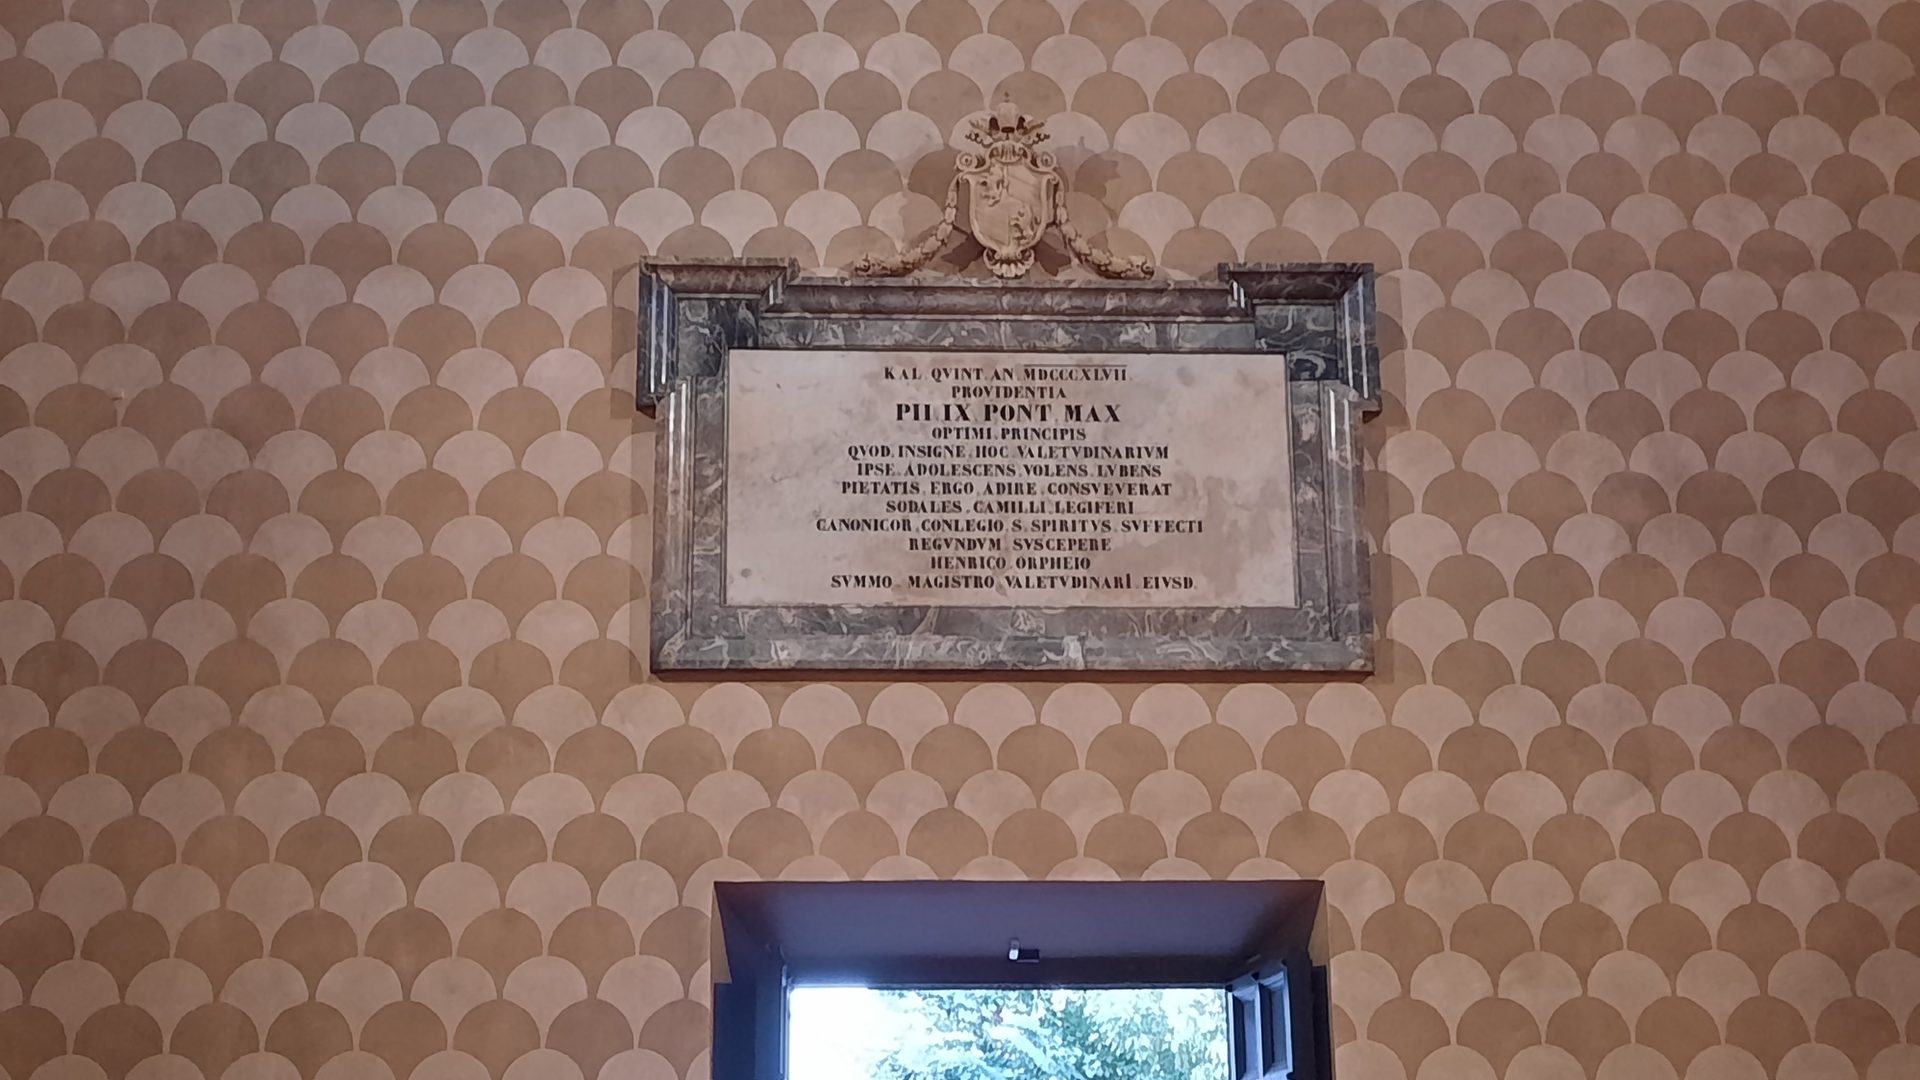 KAL. QVINT. AN. MDCCCXLVII.
PROVIDENTIA
PII. IX. PONT. MAX
OPTIMI. PRINCIPIS
QVOD. INSIGNE. HOC. VALETVDINARIVM
IPSE. ADOLESCENS. VOLENS. LVBENS
PIETATIS. ERGO. ADIRE. CONSVEVERAT
SODALES. CAMILLI. LEGIFERI
CANONICOR. CONLEGIO. S. SPIRITVS. SVFFECTI
REGVNDVM. SVSCEPERE
HENRICO. ORPHEIO
SVMMO. MAGISTRO. VALETVDINARÌ. EIVSD.